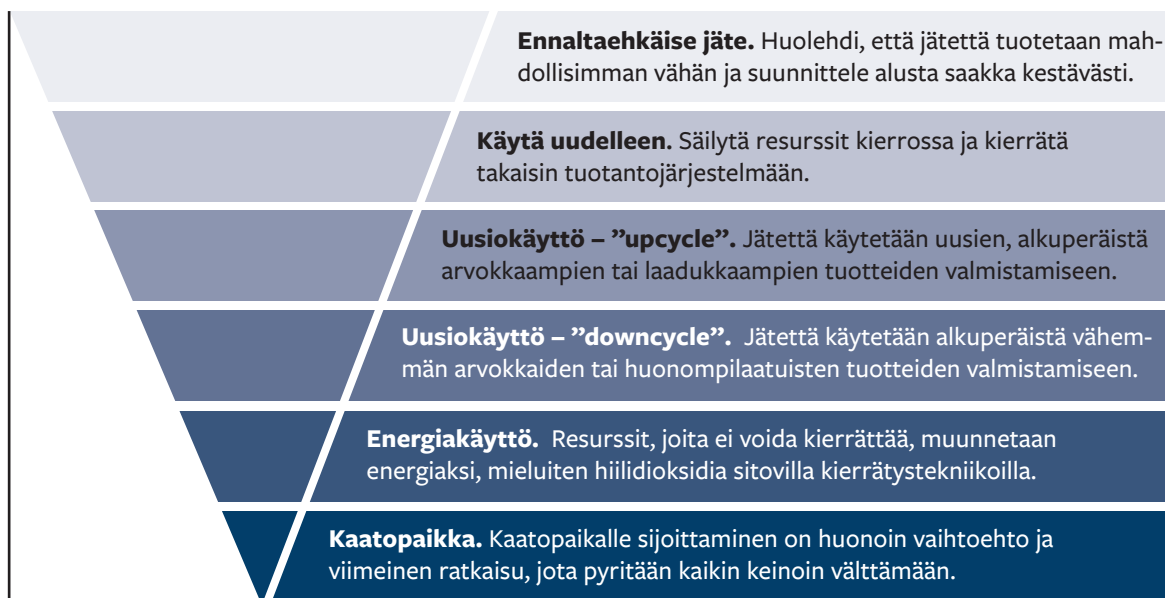 Ennaltaehkäise jäte. Huolehdi, että jätettä tuotetaan mah-
dollisimman vähän ja suunnittele alusta saakka kestävästi.
Käytä uudelleen. Säilytä resurssit kierrossa ja kierrätä
takaisin tuotantojärjestelmään.
Uusiokäyttö – ”upcycle”. Jätettä käytetään uusien, alkuperäistä
arvokkaampien tai laadukkaampien tuotteiden valmistamiseen.
Uusiokäyttö – ”downcycle”. Jätettä käytetään alkuperäistä vähem-
män arvokkaiden tai huonompilaatuisten tuotteiden valmistamiseen.
Energiakäyttö. Resurssit, joita ei voida kierrättää, muunnetaan
energiaksi, mieluiten hiilidioksidia sitovilla kierrätystekniikoilla.
Kaatopaikka. Kaatopaikalle sijoittaminen on huonoin vaihtoehto ja
viimeinen ratkaisu, jota pyritään kaikin keinoin välttämään.